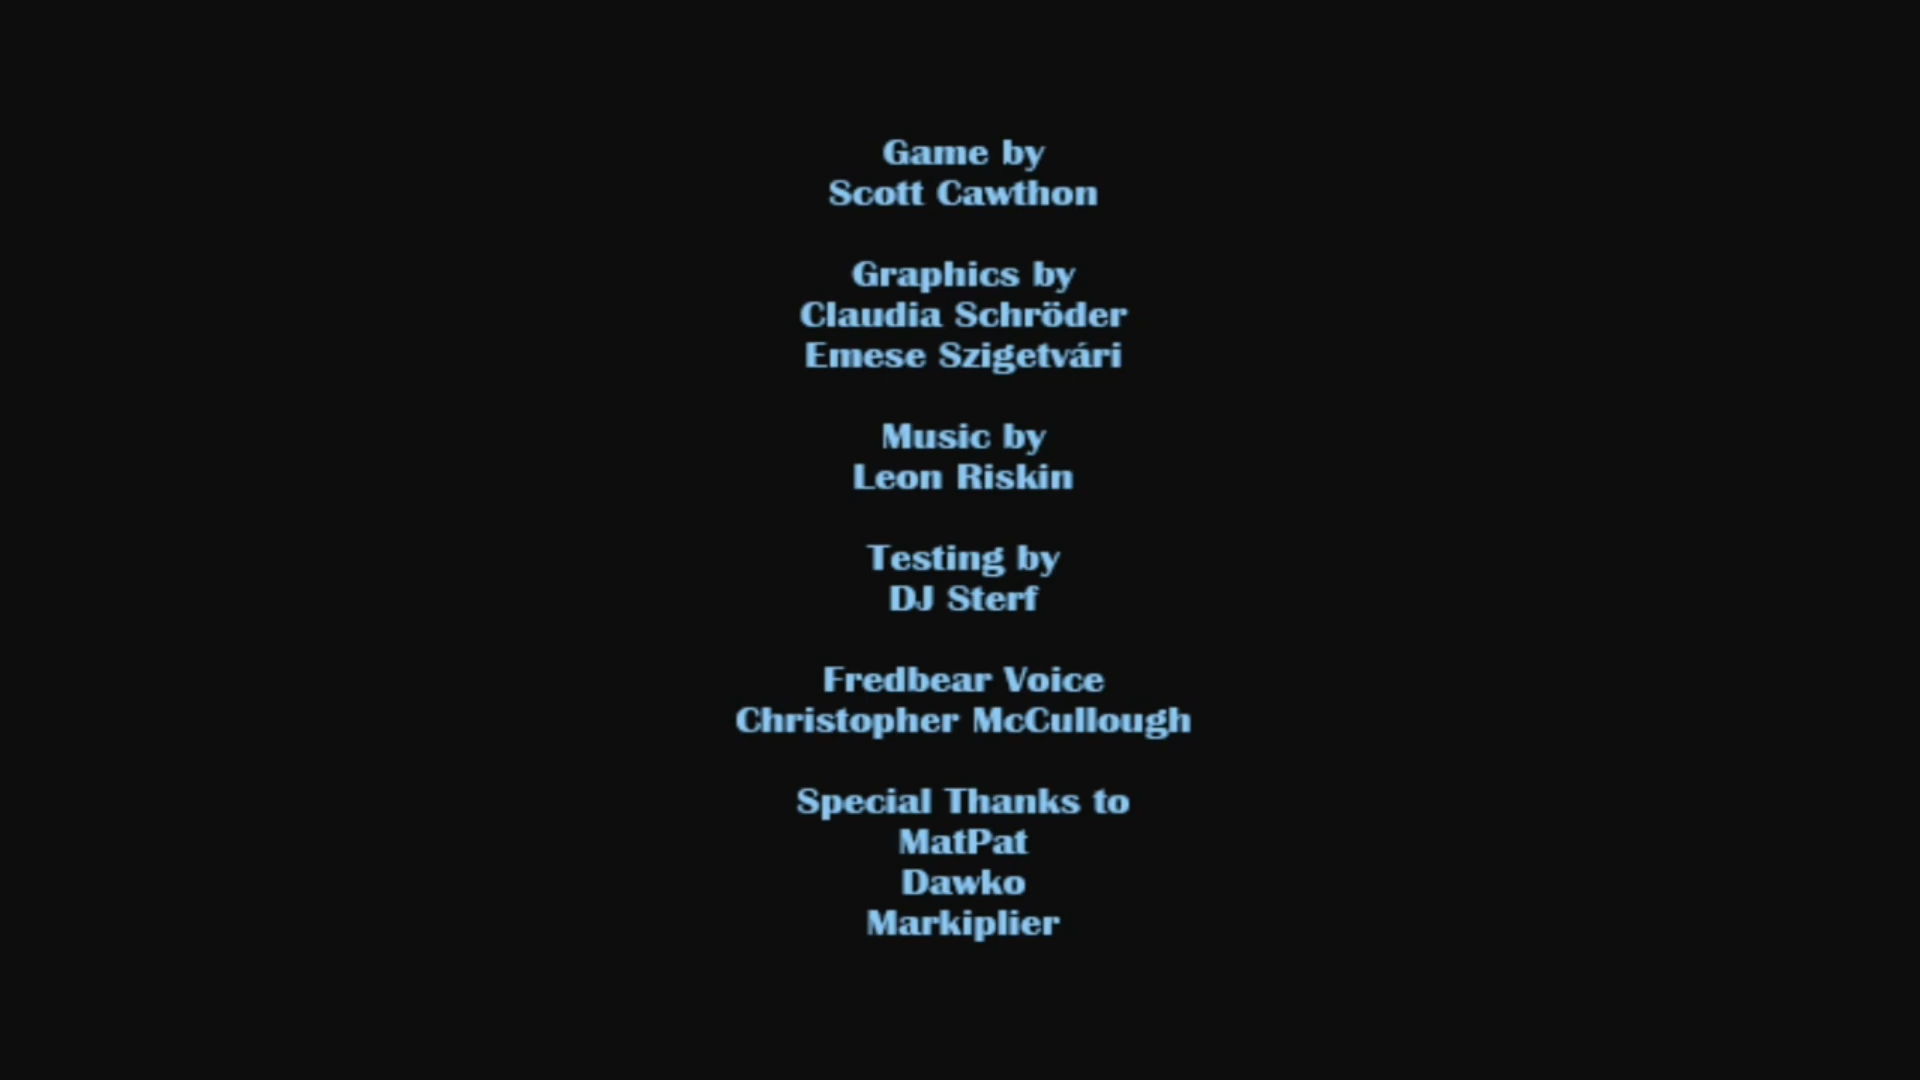 Game by
Scott Cawthon
Graphics by
Claudia Schröder
Emese Szigetvári
Music by
Leon Riskin
Testing by
DJ Sterf
Fredbear Voice
Christopher McCullough
Special Thanks to
MatPat
Dawko
Markiplier